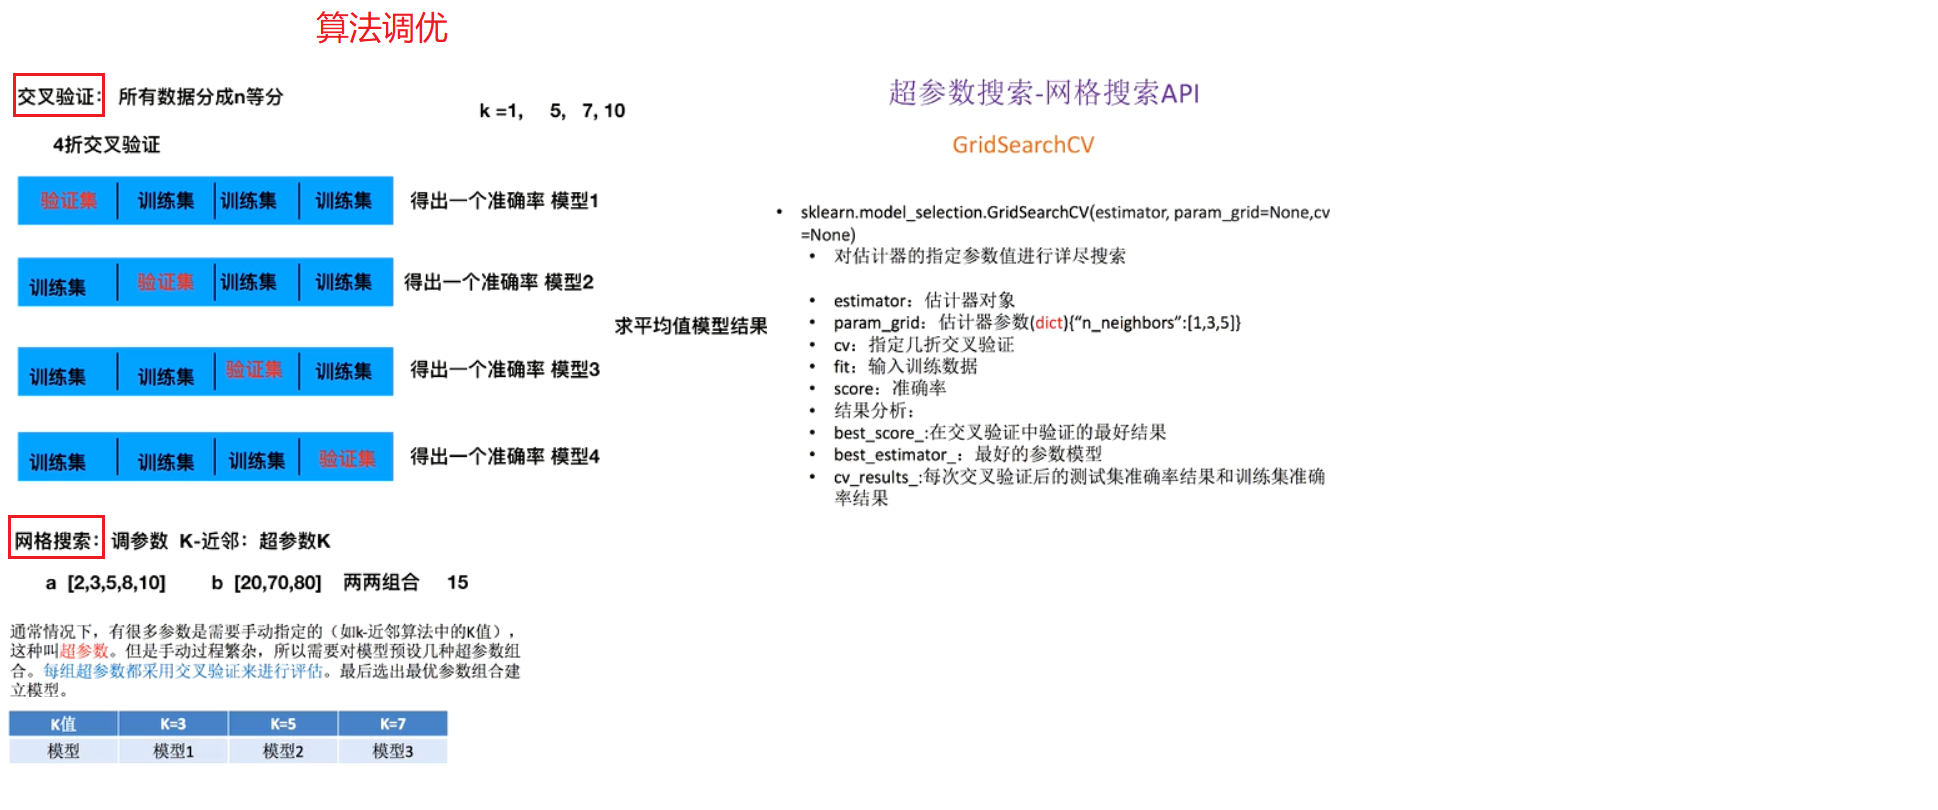 算法调优
交叉验证： 所有数据分成n等分
k =1, 5, 7, 10
4折交叉验证
验证集 训练集 训练集 训练集 得出一个准确率 模型1
训练集 验证集 训练集 训练集 得出一个准确率 模型2
求平均值模型结果
训练集 训练集 验证集 训练集 得出一个准确率 模型3
训练集 训练集 训练集 验证集 得出一个准确率 模型4
网格搜索： 调参数 K-近邻：超参数K
a [2,3,5,8,10] b [20,70,80] 两两组合 15
通常情况下，有很多参数是需要手动指定的（如k-近邻算法中的K值），
这种叫超参数。但是手动过程繁杂，所以需要对模型预设几种超参数组
合。每组超参数都采用交叉验证来进行评估。最后选出最优参数组合建
立模型。
K值 K=3 K=5 K=7
模型 模型1 模型2 模型3
超参数搜索-网格搜索API
GridSearchCV
• sklearn.model_selection.GridSearchCV(estimator, param_grid=None,cv
=None)
• 对估计器的指定参数值进行详尽搜索
• estimator：估计器对象
• param_grid：估计器参数(dict){“n_neighbors”:[1,3,5]}
• cv：指定几折交叉验证
• fit：输入训练数据
• score：准确率
• 结果分析：
• best_score_:在交叉验证中验证的最好结果
• best_estimator_：最好的参数模型
• cv_results_:每次交叉验证后的测试集准确率结果和训练集准确
率结果